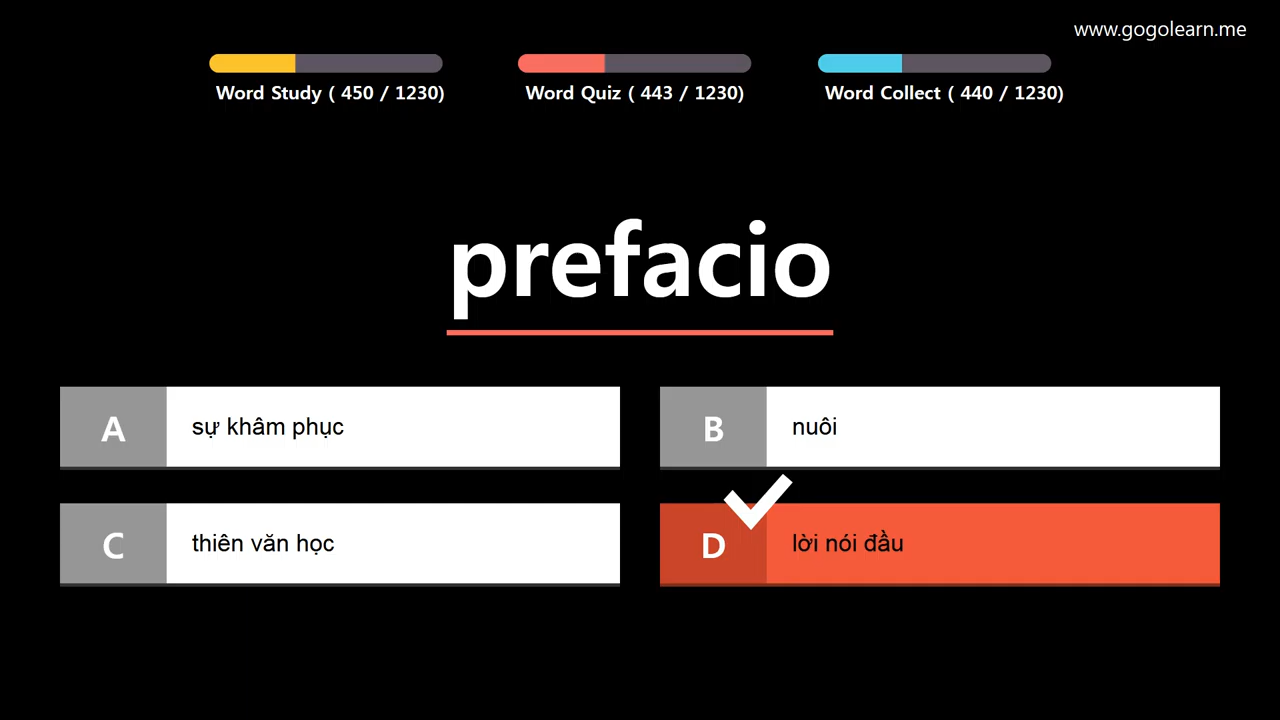 www.gogolearn.me
Word Study ( 450 / 1230)
Word Quiz ( 443 / 1230)
Word Collect ( 440 / 1230)
prefacio
A
sự khâm phục
B
nuôi
C
thiên văn học
D
lời nói đầu